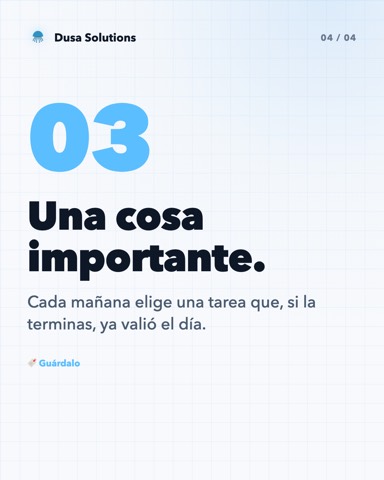 Dusa Solutions
04 / 04
03
Una cosa
importante.
Cada mañana elige una tarea que, si la
terminas, ya valió el día.
Guárdalo